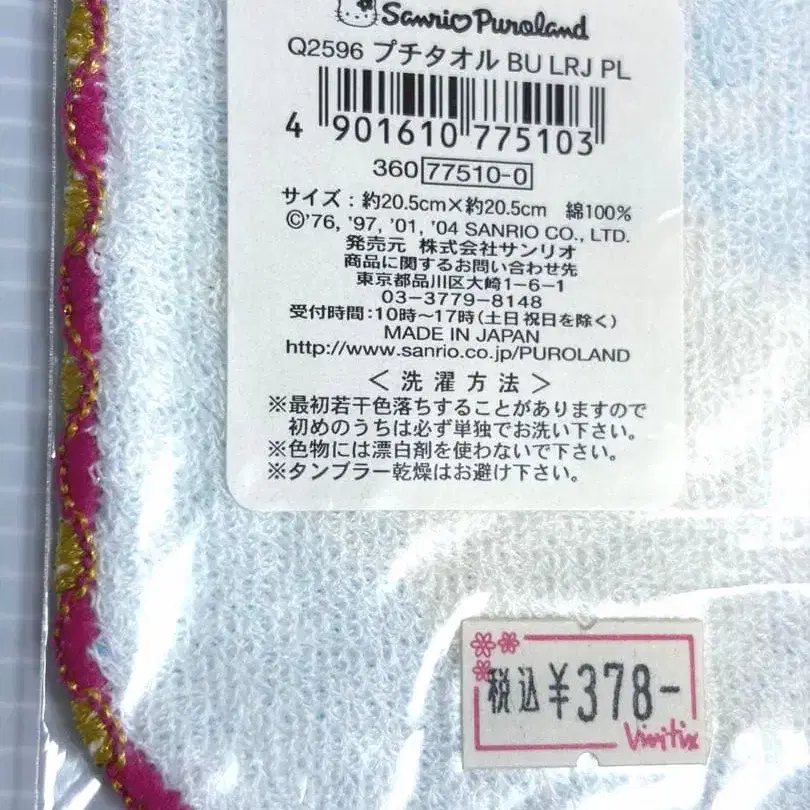 Sanrio Puroland
Q2596 プチタオル BU LRJ PL
4 901610 775103
360 77510-0
サイズ：約20.5cm×約20.5cm 綿100%
©'76, '97, '01, '04 SANRIO CO., LTD.
発売元 株式会社サンリオ
商品に関するお問い合わせ先
東京都品川区大崎1-6-1
03-3779-8148
受付時間：10時〜17時（土日 祝日を除く）
MADE IN JAPAN
http://www.sanrio.co.jp/PUROLAND
＜ 洗 濯 方 法 ＞
※最初若干色落ちすることがありますので
初めのうちは必ず単独でお洗い下さい。
※色物には漂白剤を使わないで下さい。
※タンブラー乾燥はお避け下さい。
税込￥378-
Vivitix